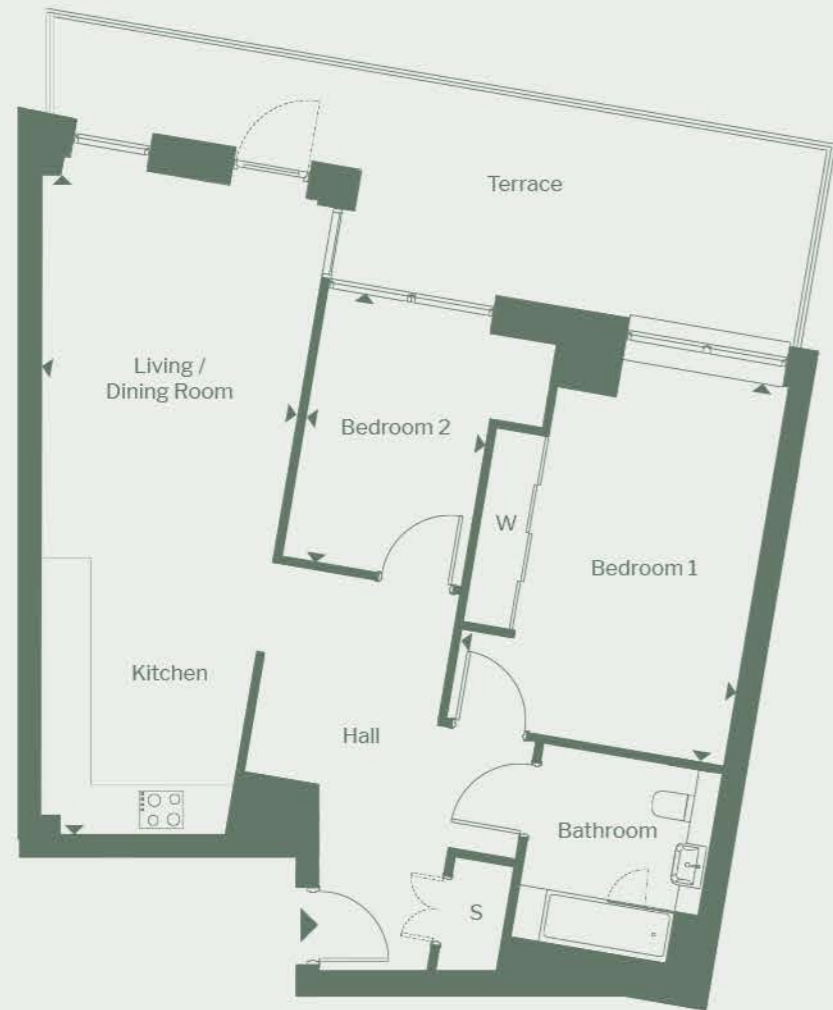 Terrace
Living /
Dining Room
Bedroom 2
W
Bedroom 1
Kitchen
Hall
Bathroom
S